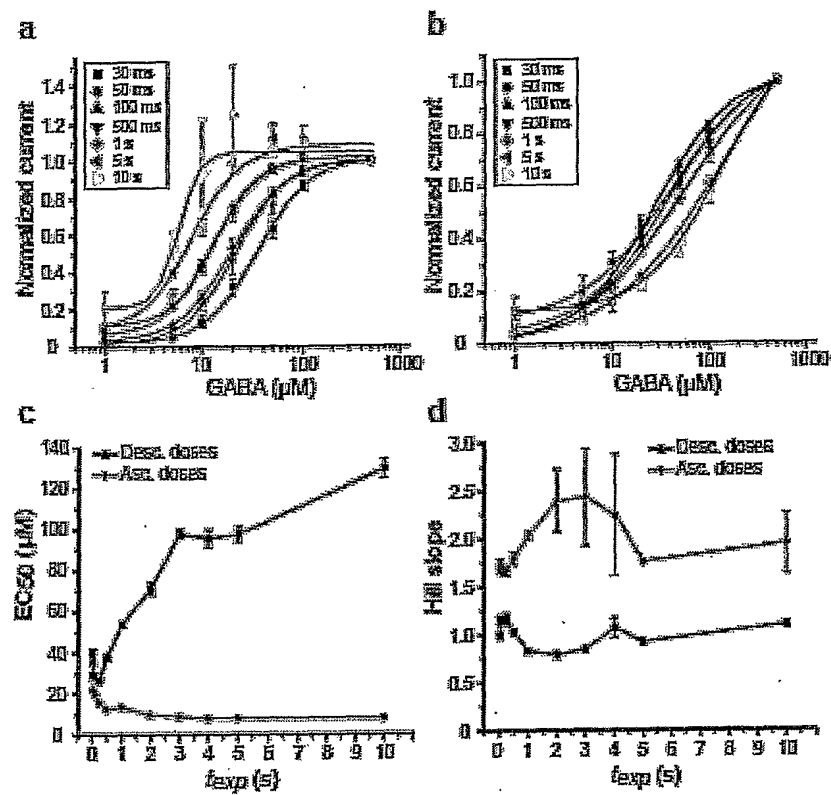 a
Normalized current
1.4
1.2
1.0
0.8
0.6
0.4
0.2
0
30 ms
50 ms
100 ms
500 ms
1 s
5 s
10 s
1
10
100
1000
GABA (µM)
b
Normalized current
1.0
0.8
0.6
0.4
0.2
0
30 ms
50 ms
100 ms
500 ms
1 s
5 s
10 s
1
10
100
1000
GABA (µM)
c
EC50 (µM)
140
120
100
80
60
40
20
0
Desc. doses
Asc. doses
0 1 2 3 4 5 6 7 8 9 10
texp (s)
d
Hill slope
3.0
2.5
2.0
1.5
1.0
0.5
0
Desc. doses
Asc. doses
0 1 2 3 4 5 6 7 8 9 10
texp (s)